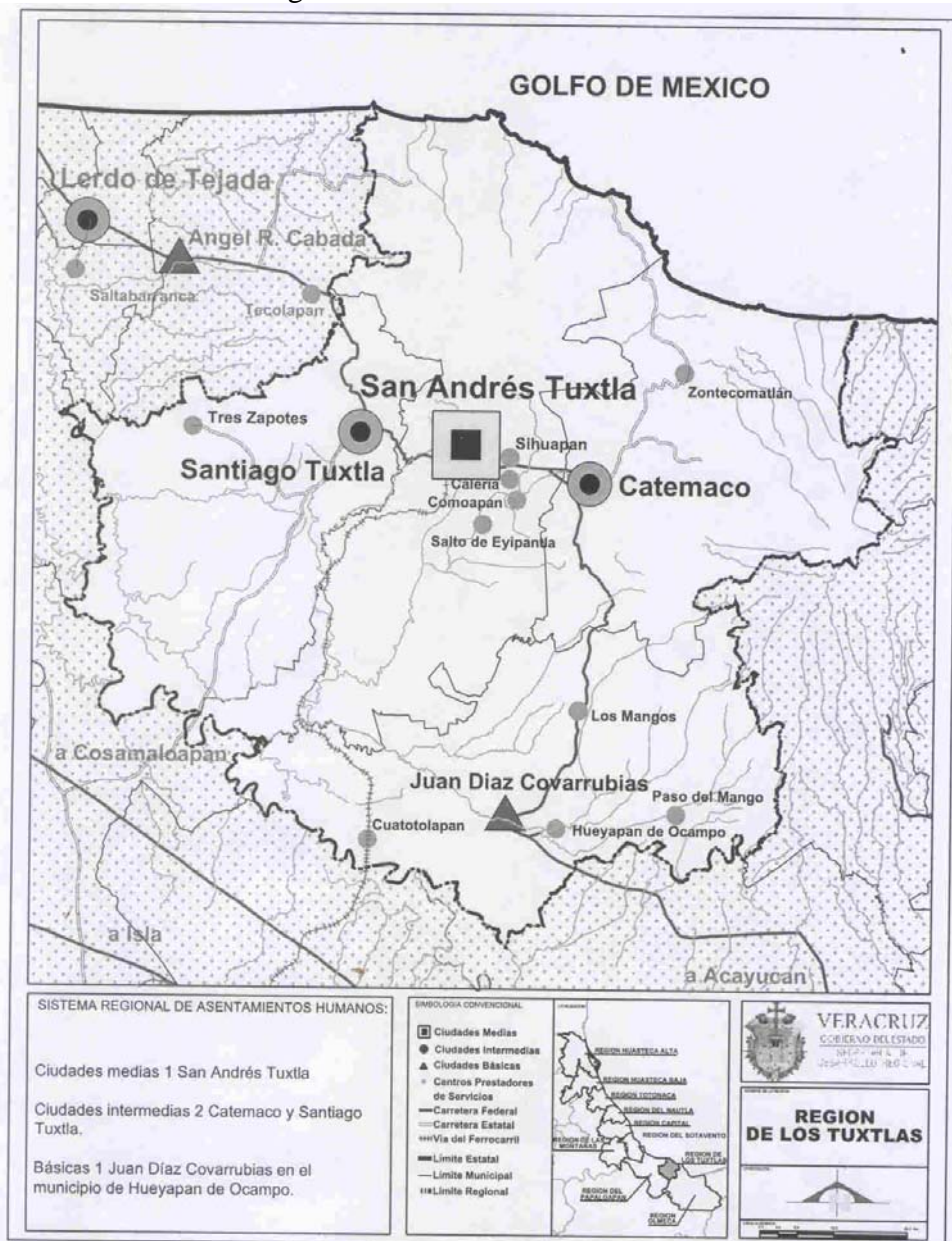 GOLFO DE MEXICO
Lerdo de Tejada
Angel R. Cabada
Saltabarranca
Tecolapan
San Andrés Tuxtla
Zontecomatlán
Tres Zapotes
Sihuapan
Santiago Tuxtla
Calería
Catemaco
Comoapán
Salto de Eyipantla
Los Mangos
a Cosamaloapan
Juan Diaz Covarrubias
Paso del Mango
Cuatotolapan
Hueyapan de Ocampo
a Isla
a Acayucan
SISTEMA REGIONAL DE ASENTAMIENTOS HUMANOS:
Ciudades medias 1 San Andrés Tuxtla
Ciudades intermedias 2 Catemaco y Santiago
Tuxtla.
Básicas 1 Juan Díaz Covarrubias en el
municipio de Hueyapan de Ocampo.
SIMBOLOGIA CONVENCIONAL
Ciudades Medias
Ciudades Intermedias
Ciudades Básicas
Centros Prestadores
de Servicios
Carretera Federal
Carretera Estatal
Via del Ferrocarril
Limite Estatal
Limite Municipal
Limite Regional
REGION HUASTECA ALTA
REGION HUASTECA BAJA
REGION TOTONACA
REGION DEL NAUTLA
REGION CAPITAL
REGION DEL SOTAVENTO
REGION DE LAS
MONTAÑAS
REGION DE
LOS TUXTLAS
REGION DEL
PAPALOAPAN
REGION
OLMECA
VERACRUZ
GOBIERNO DEL ESTADO
REGION
DE LOS TUXTLAS